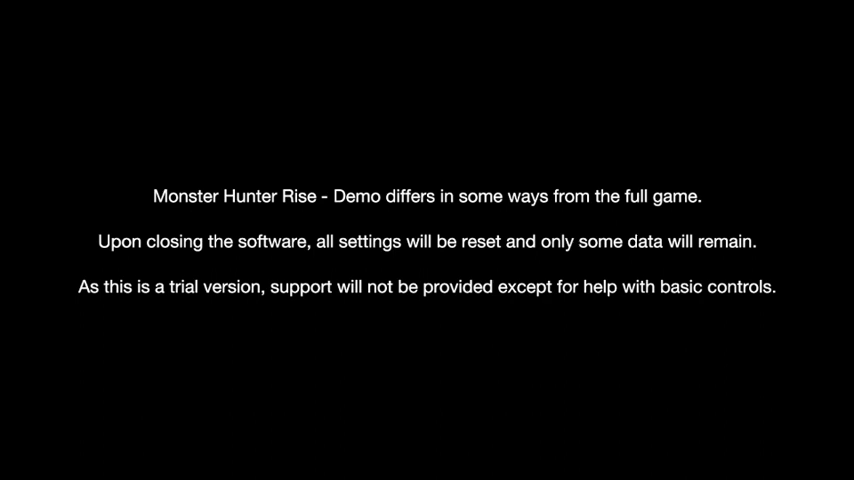 Monster Hunter Rise - Demo differs in some ways from the full game.
Upon closing the software, all settings will be reset and only some data will remain.
As this is a trial version, support will not be provided except for help with basic controls.